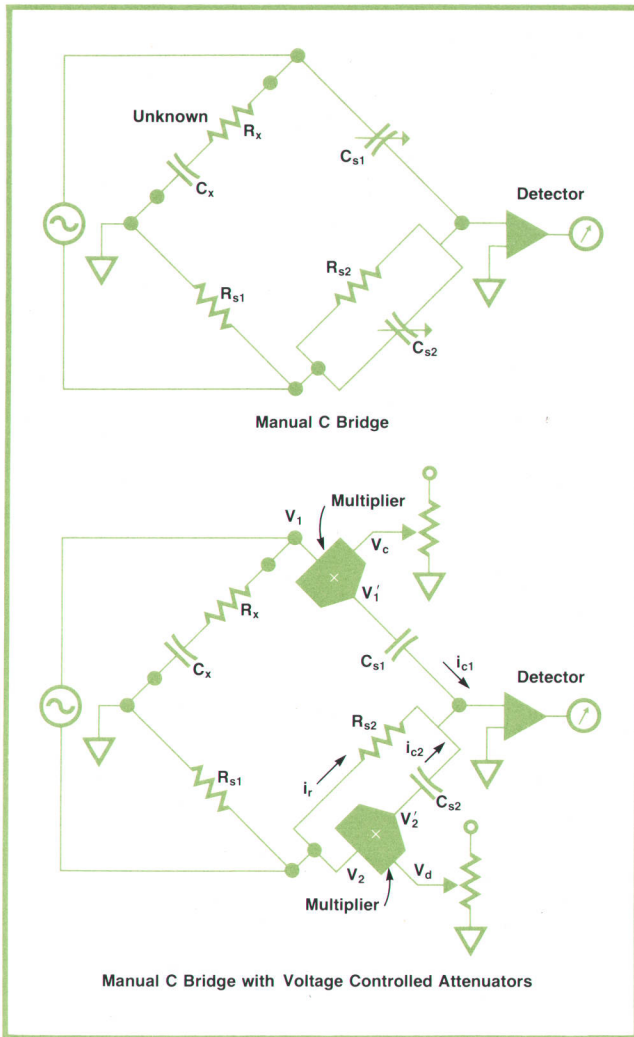 Unknown
Rx
Cx
Cs1
Detector
Rs1
Rs2
Cs2
Manual C Bridge
Multiplier
V1
Vc
V1′
Rx
Cx
Cs1
ic1
Detector
Rs2
ic2
Rs1
ir
Cs2
V2′
V2
Vd
Multiplier
Manual C Bridge with Voltage Controlled Attenuators